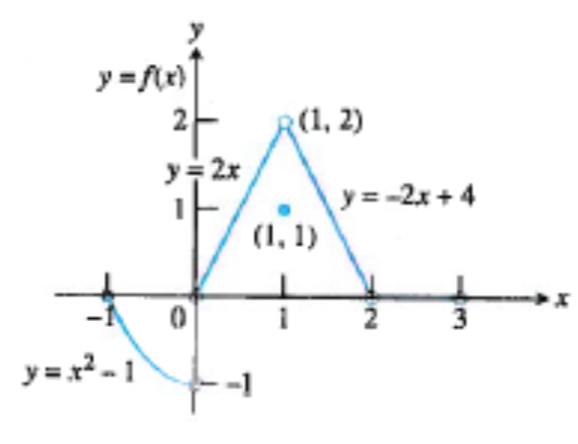 y
y = f(x)
2
(1, 2)
y = 2x
y = -2x + 4
1
(1, 1)
-1
0
1
2
3
x
y = x² - 1
-1